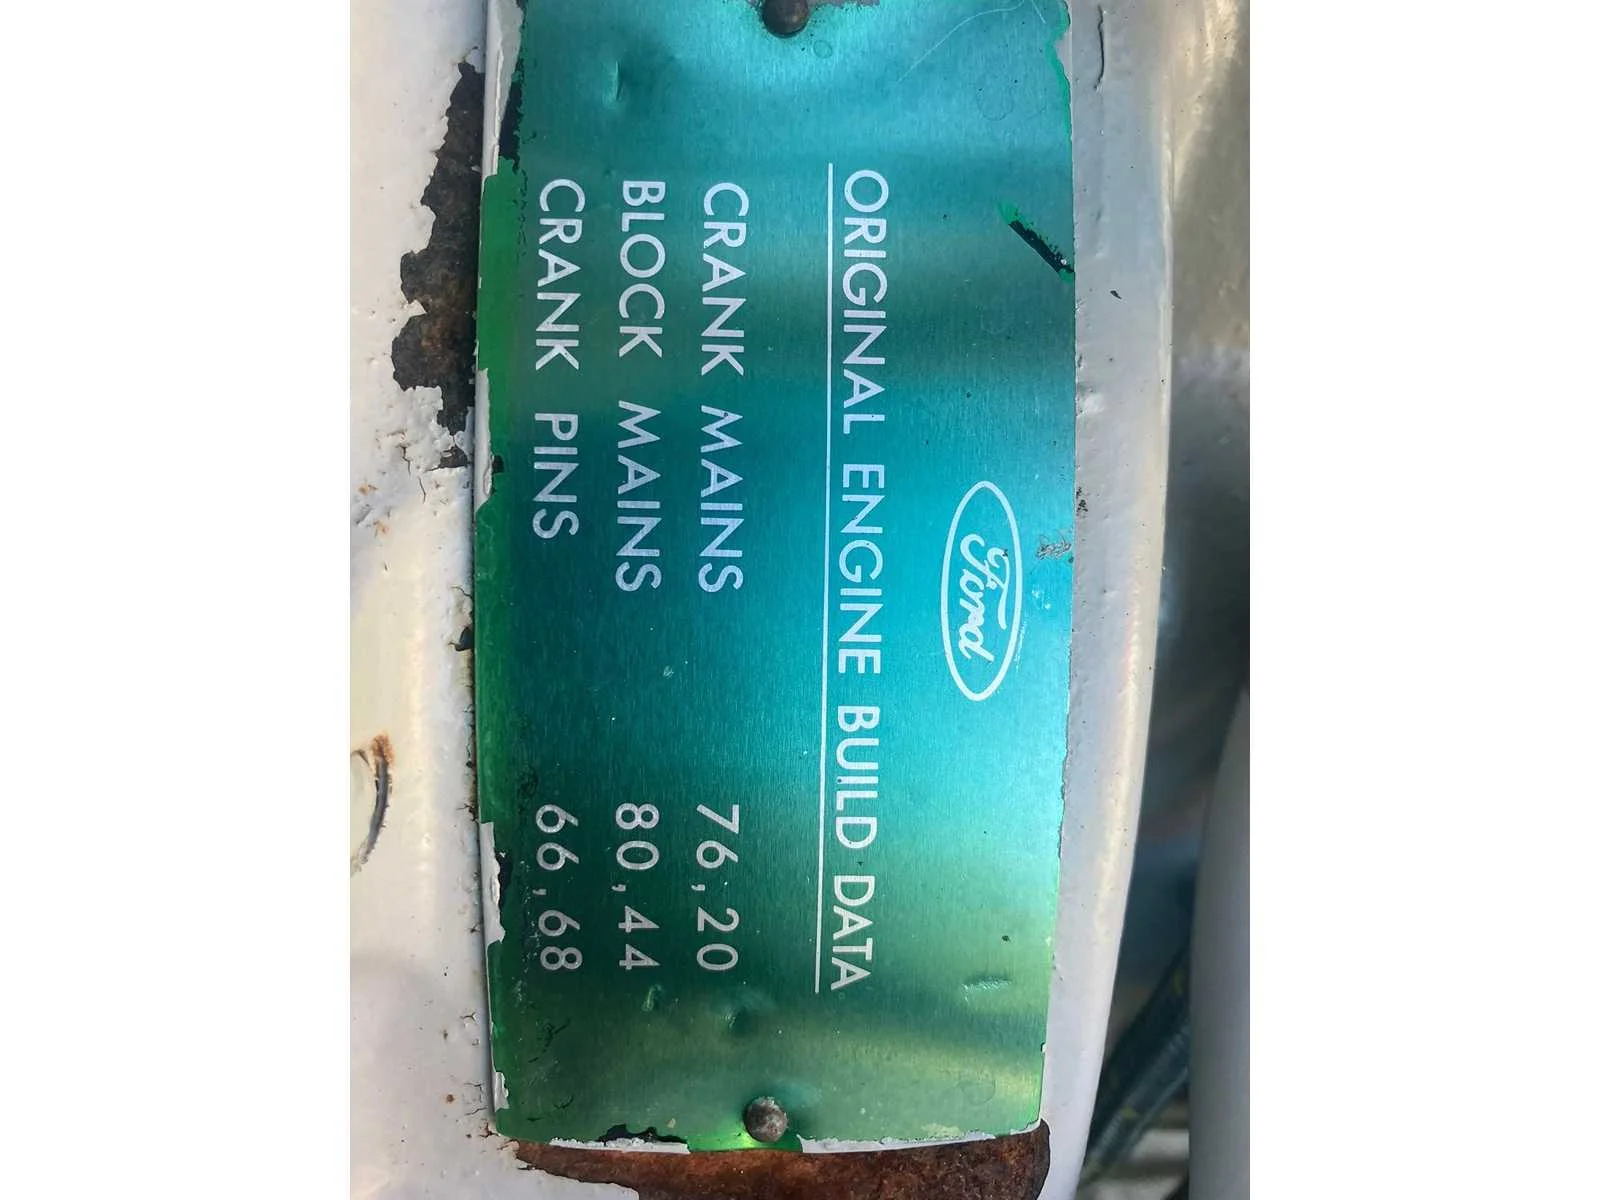 Ford
ORIGINAL ENGINE BUILD DATA
CRANK MAINS 76,20
BLOCK MAINS 80,44
CRANK PINS 66,68